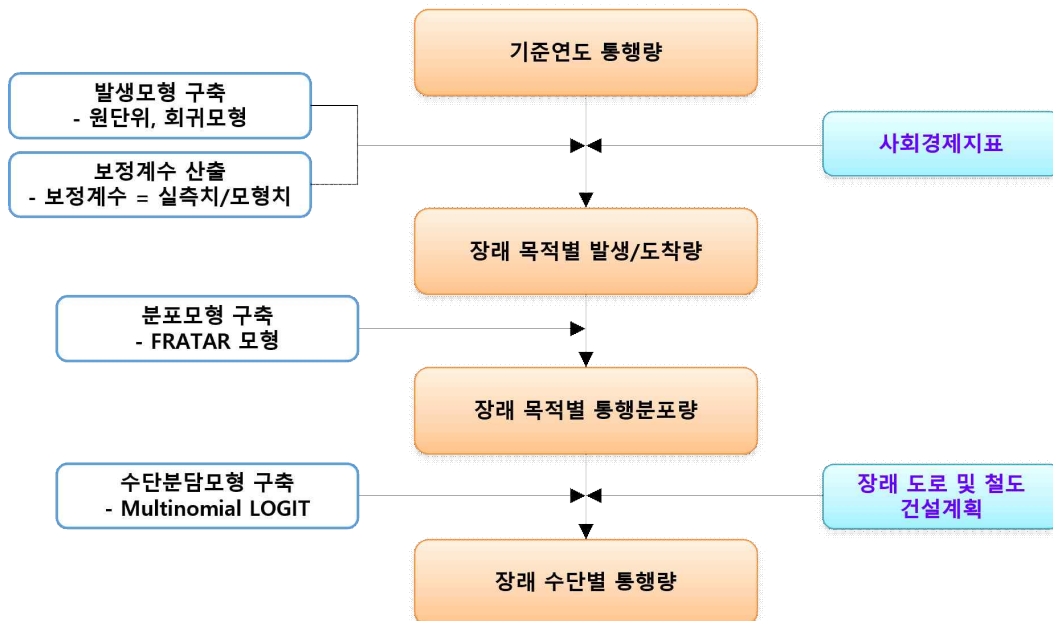 기준연도 통행량
발생모형 구축
- 원단위, 회귀모형
사회경제지표
보정계수 산출
- 보정계수 = 실측치/모형치
장래 목적별 발생/도착량
분포모형 구축
- FRATAR 모형
장래 목적별 통행분포량
수단분담모형 구축
- Multinomial LOGIT
장래 도로 및 철도
건설계획
장래 수단별 통행량